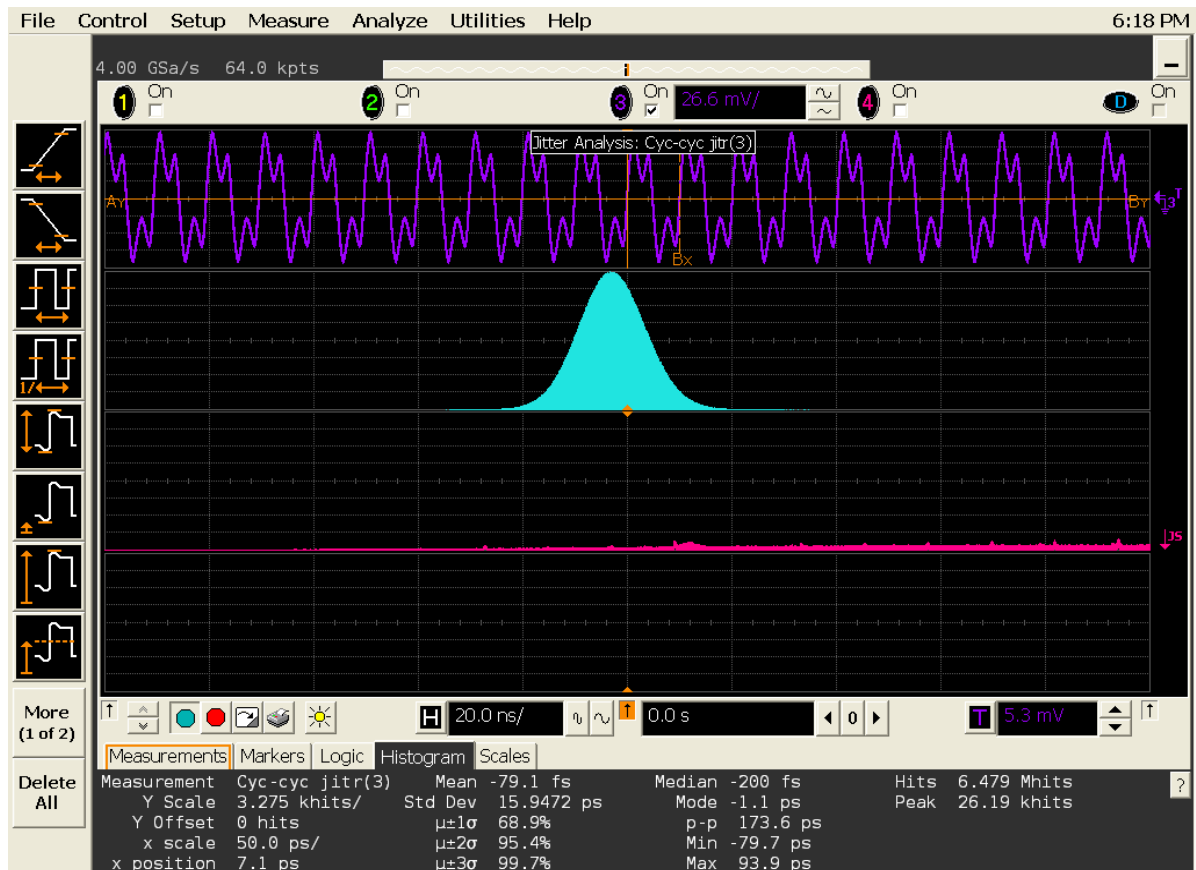 File Control Setup Measure Analyze Utilities Help 6:18 PM
4.00 GSa/s 64.0 kpts
1 On 2 On 3 On 26.6 mV/ 4 On D On
Jitter Analysis: Cyc-cyc jitr(3)
AY BY 3 T
Bx
1/
JS
More
(1 of 2)
H 20.0 ns/ 0.0 s 0 T 5.3 mV
Measurements Markers Logic Histogram Scales
Delete
All
Measurement Cyc-cyc jitr(3) Mean -79.1 fs Median -200 fs Hits 6.479 Mhits ?
Y Scale 3.275 khits/ Std Dev 15.9472 ps Mode -1.1 ps Peak 26.19 khits
Y Offset 0 hits μ±1σ 68.9% p-p 173.6 ps
x scale 50.0 ps/ μ±2σ 95.4% Min -79.7 ps
x position 7.1 ps μ±3σ 99.7% Max 93.9 ps